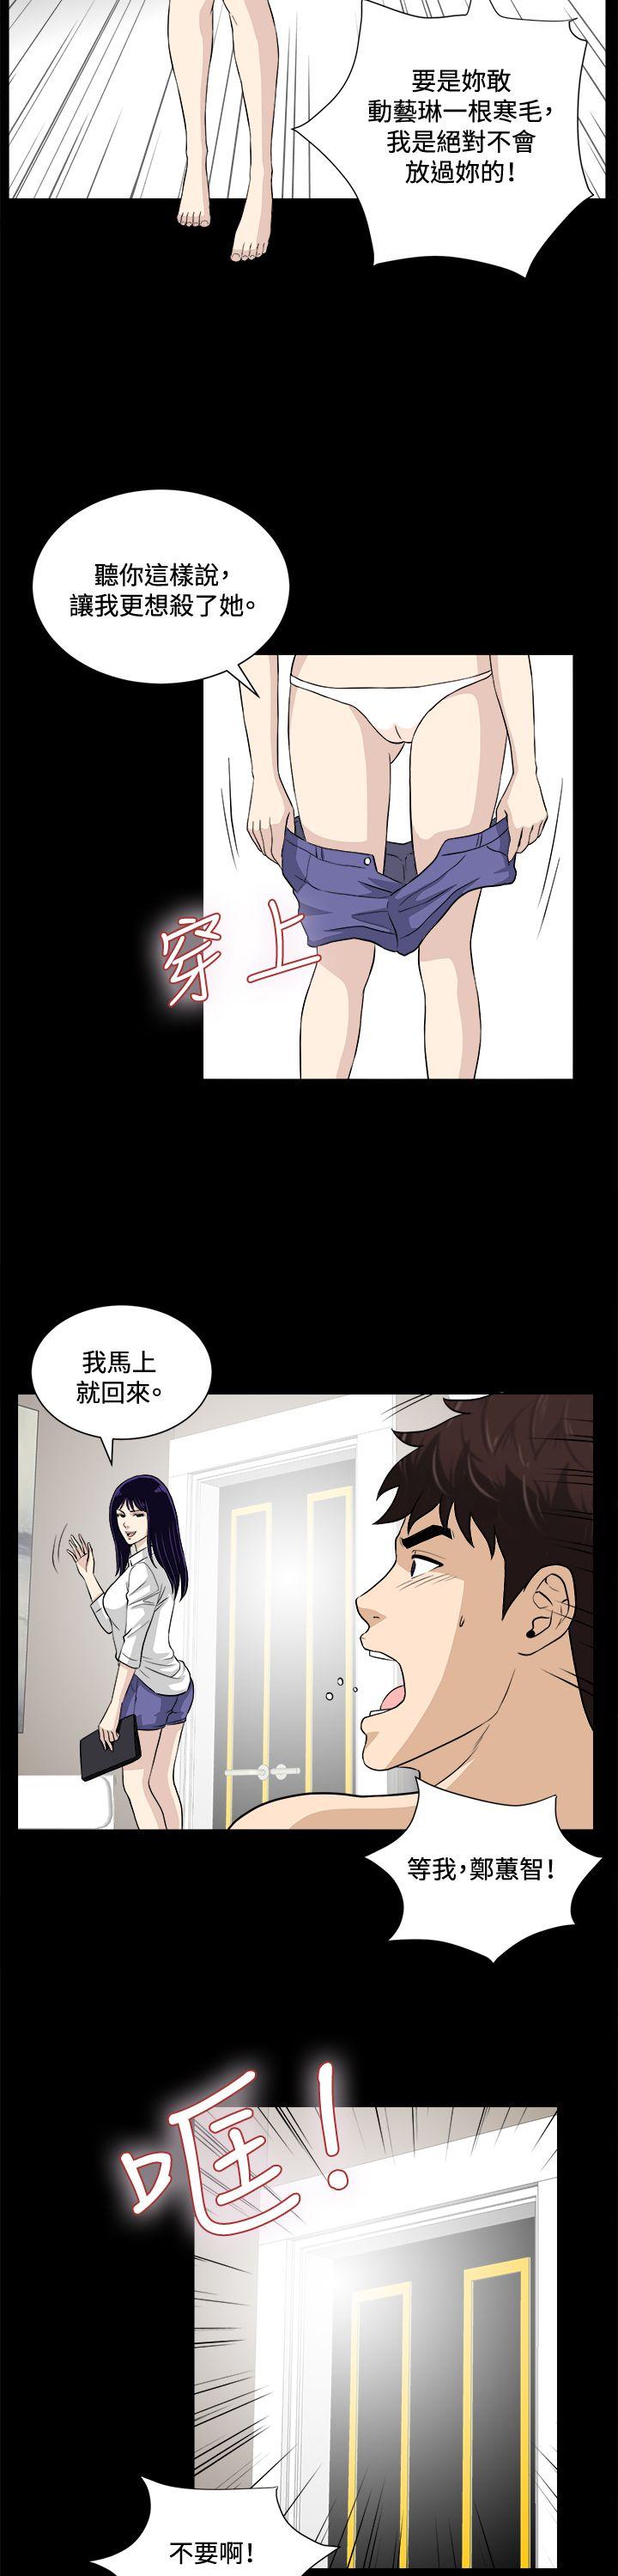 要是妳敢
動藝琳一根寒毛,
我是絕對不會
放過妳的!
聽你這樣說,
讓我更想殺了她。
穿上
我馬上
就回來。
等我,鄭蕙智!
哐!
不要啊!